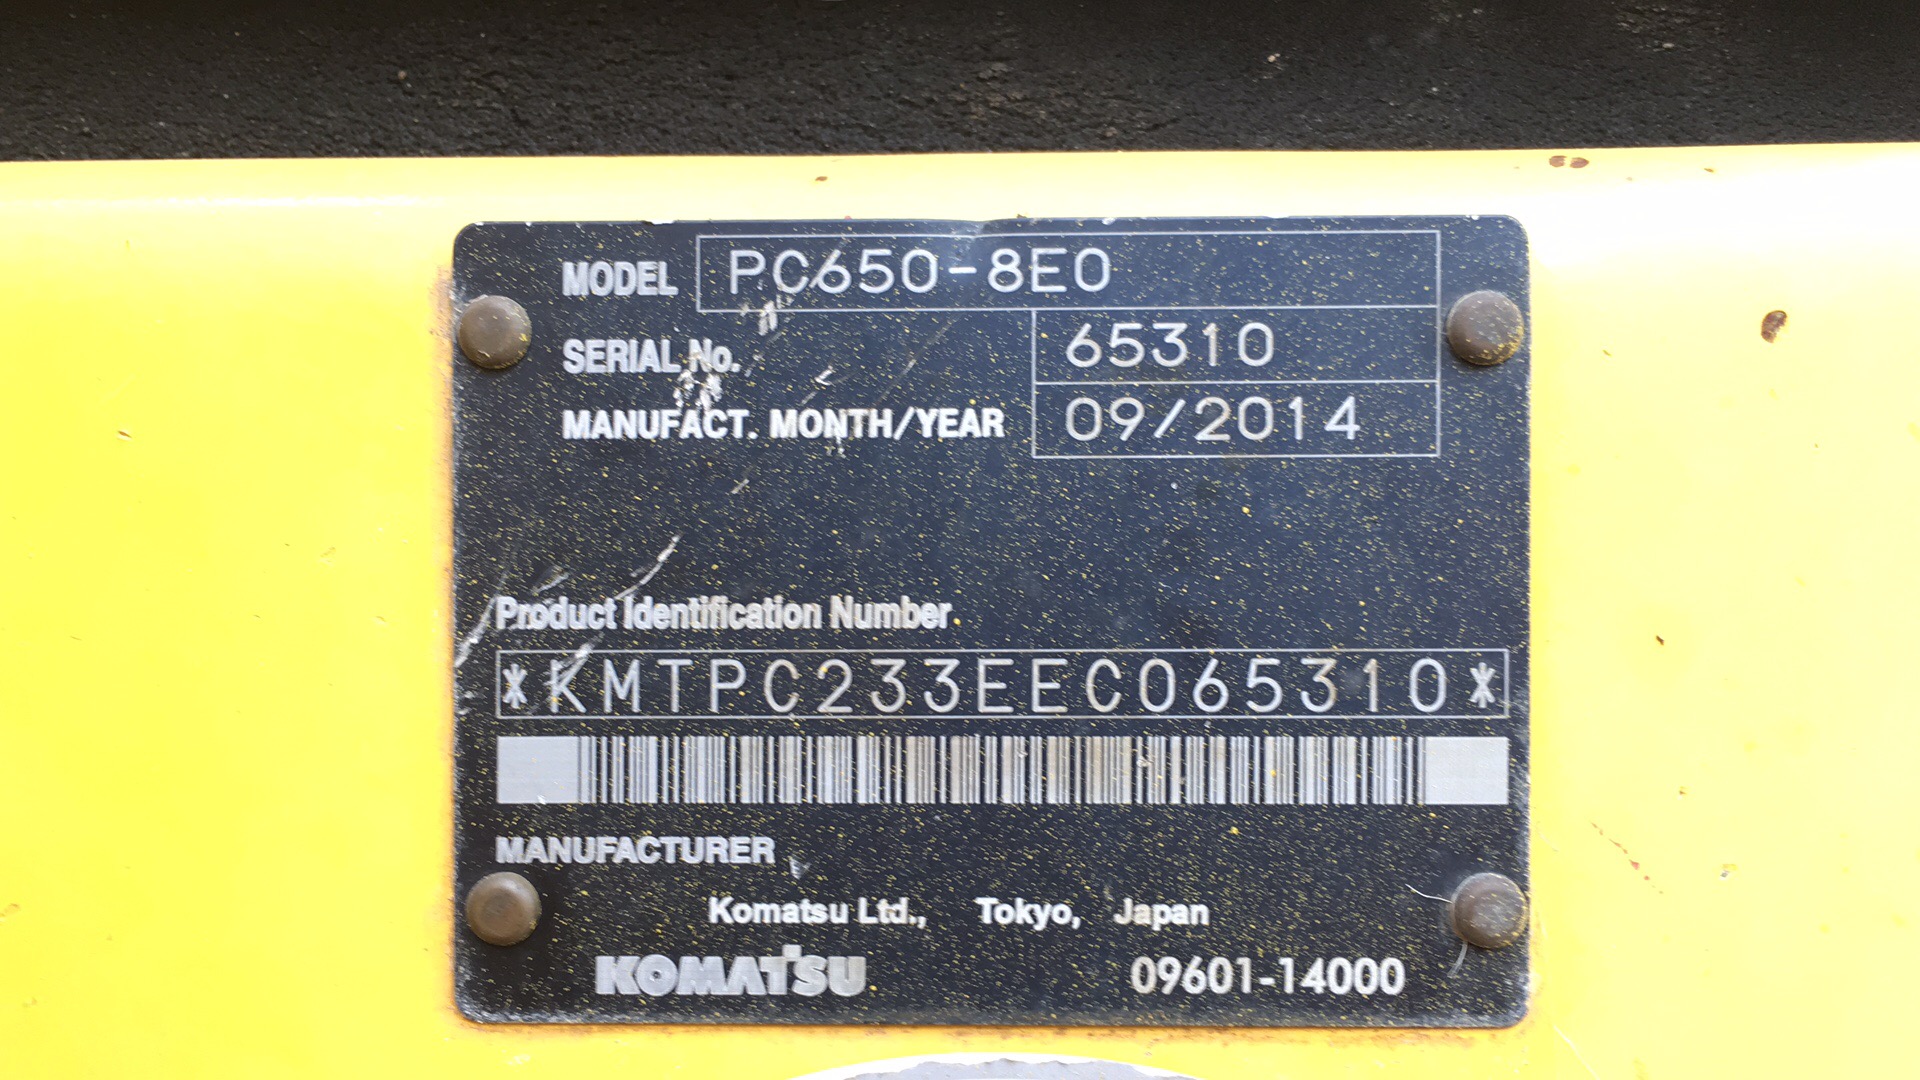 MODEL PC650-8E0
SERIAL No. 65310
MANUFACT. MONTH/YEAR 09/2014
Product Identification Number
*KMTPC233EEC065310*
MANUFACTURER
Komatsu Ltd., Tokyo, Japan
KOMATSU 09601-14000